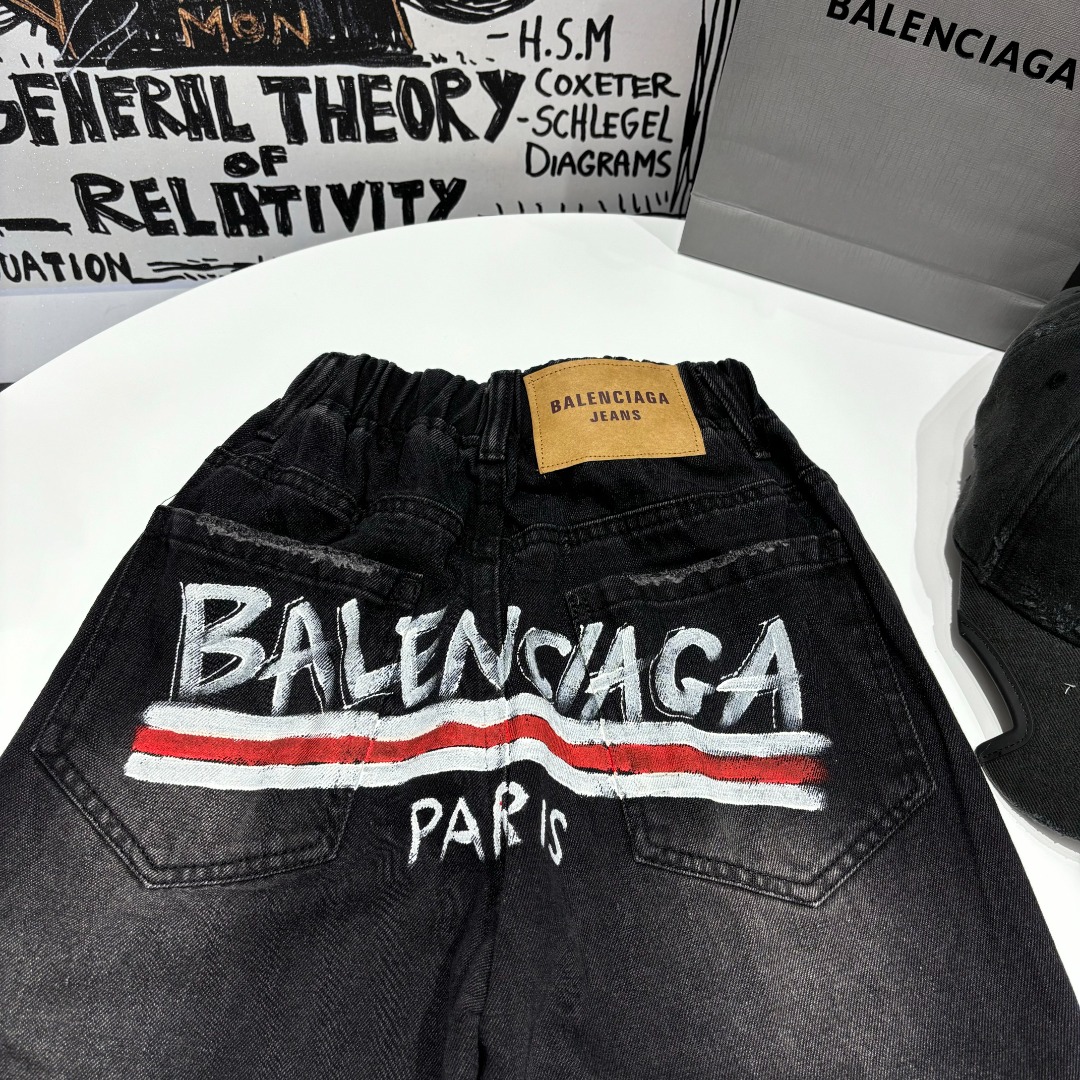 MON
GENERAL THEORY
OF
RELATIVITY
UATION
- H.S.M
COXETER
-SCHLEGEL
DIAGRAMS
BALENCIAGA
BALENCIAGA
JEANS
BALENCIAGA
PARIS